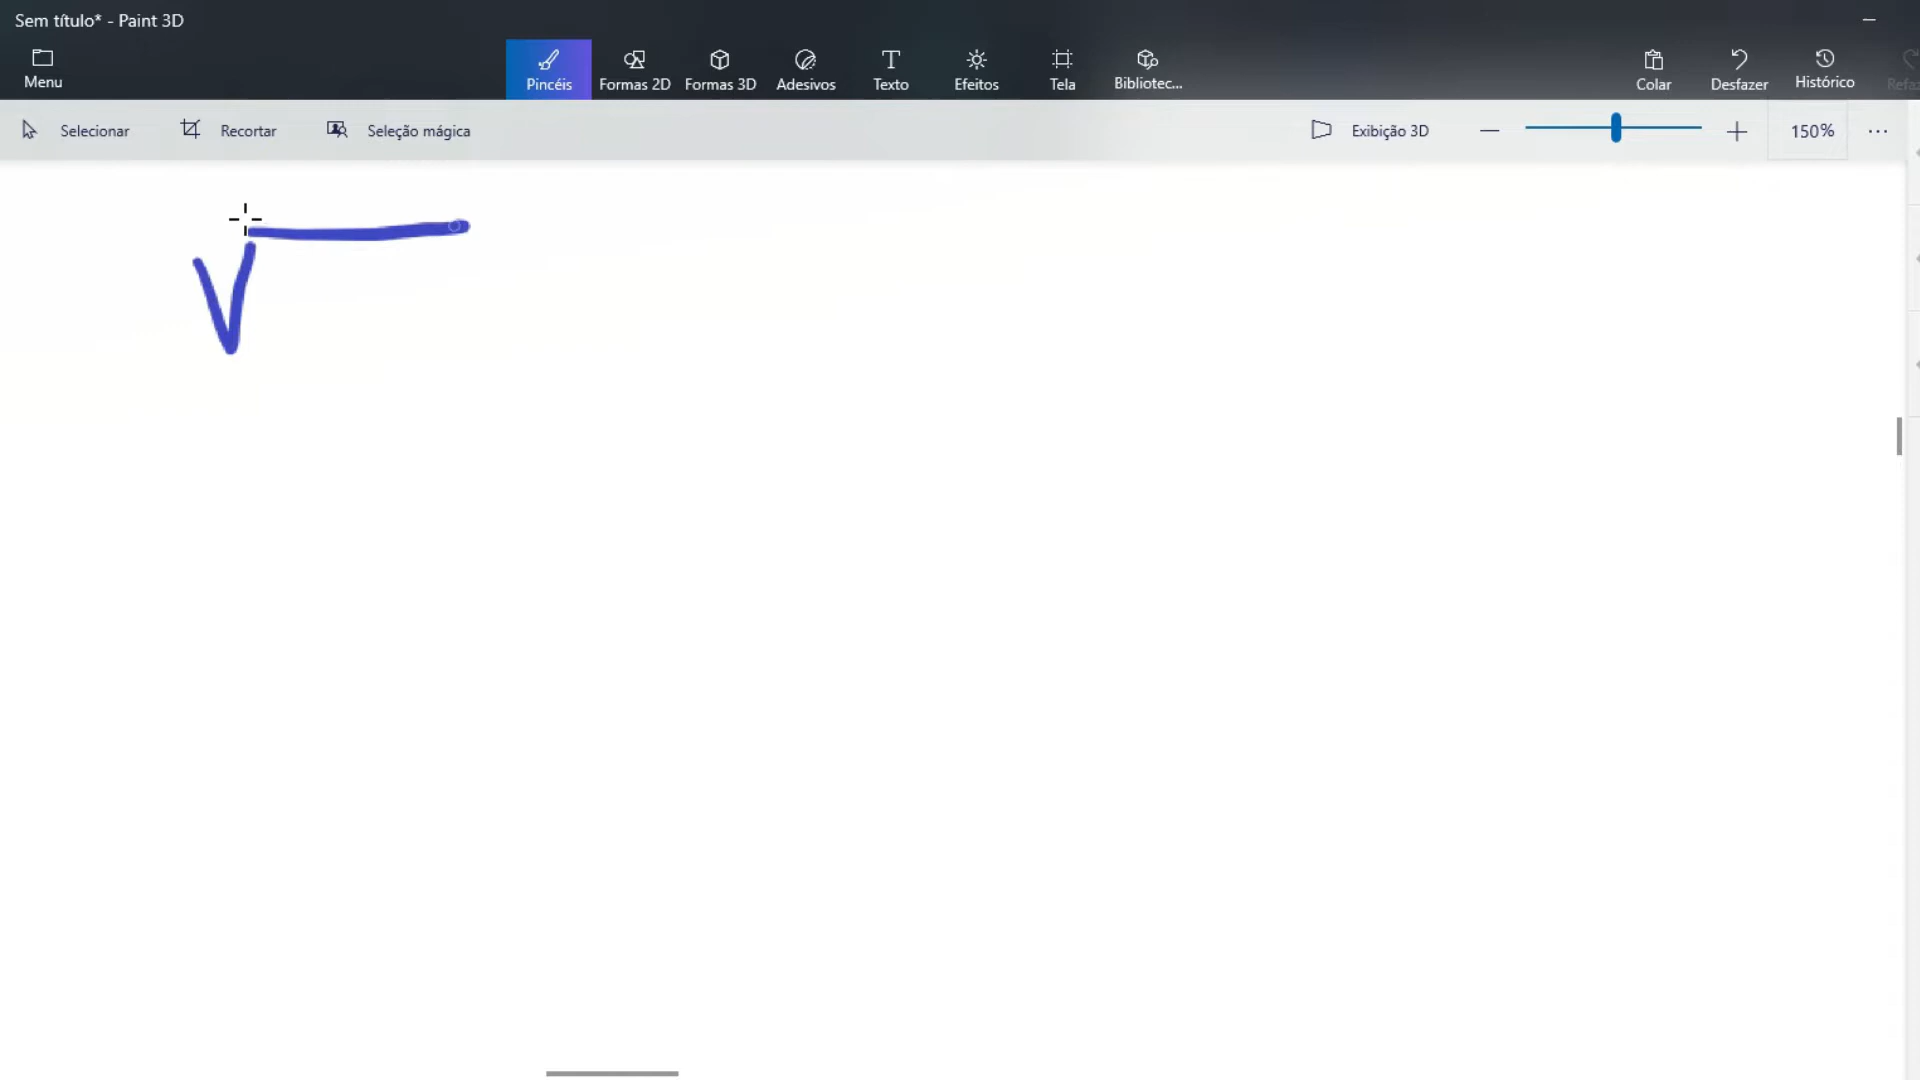 Sem título* - Paint 3D
Menu
Pincéis
Formas 2D
Formas 3D
Adesivos
Texto
Efeitos
Tela
Bibliotec...
Colar
Desfazer
Histórico
Refaz
Selecionar
Recortar
Seleção mágica
Exibição 3D
150%
√